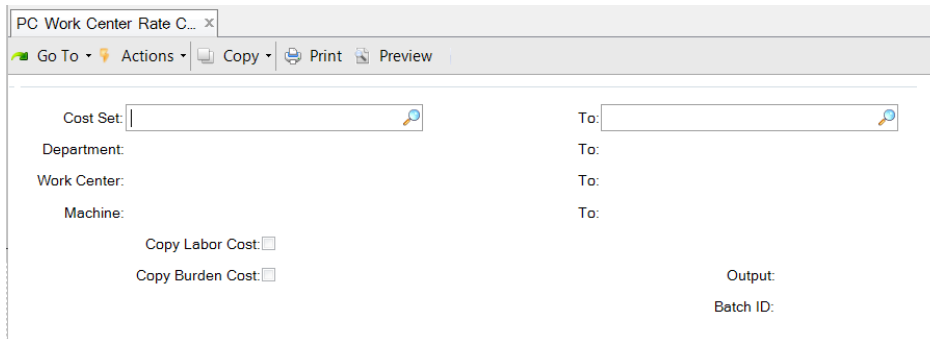 PC Work Center Rate C... ×
Go To Actions Copy Print Preview
Cost Set: To:
Department: To:
Work Center: To:
Machine: To:
Copy Labor Cost:
Copy Burden Cost: Output:
Batch ID: